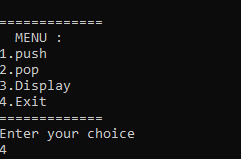 =============
  MENU :
1.push
2.pop
3.Display
4.Exit
=============
Enter your choice
4